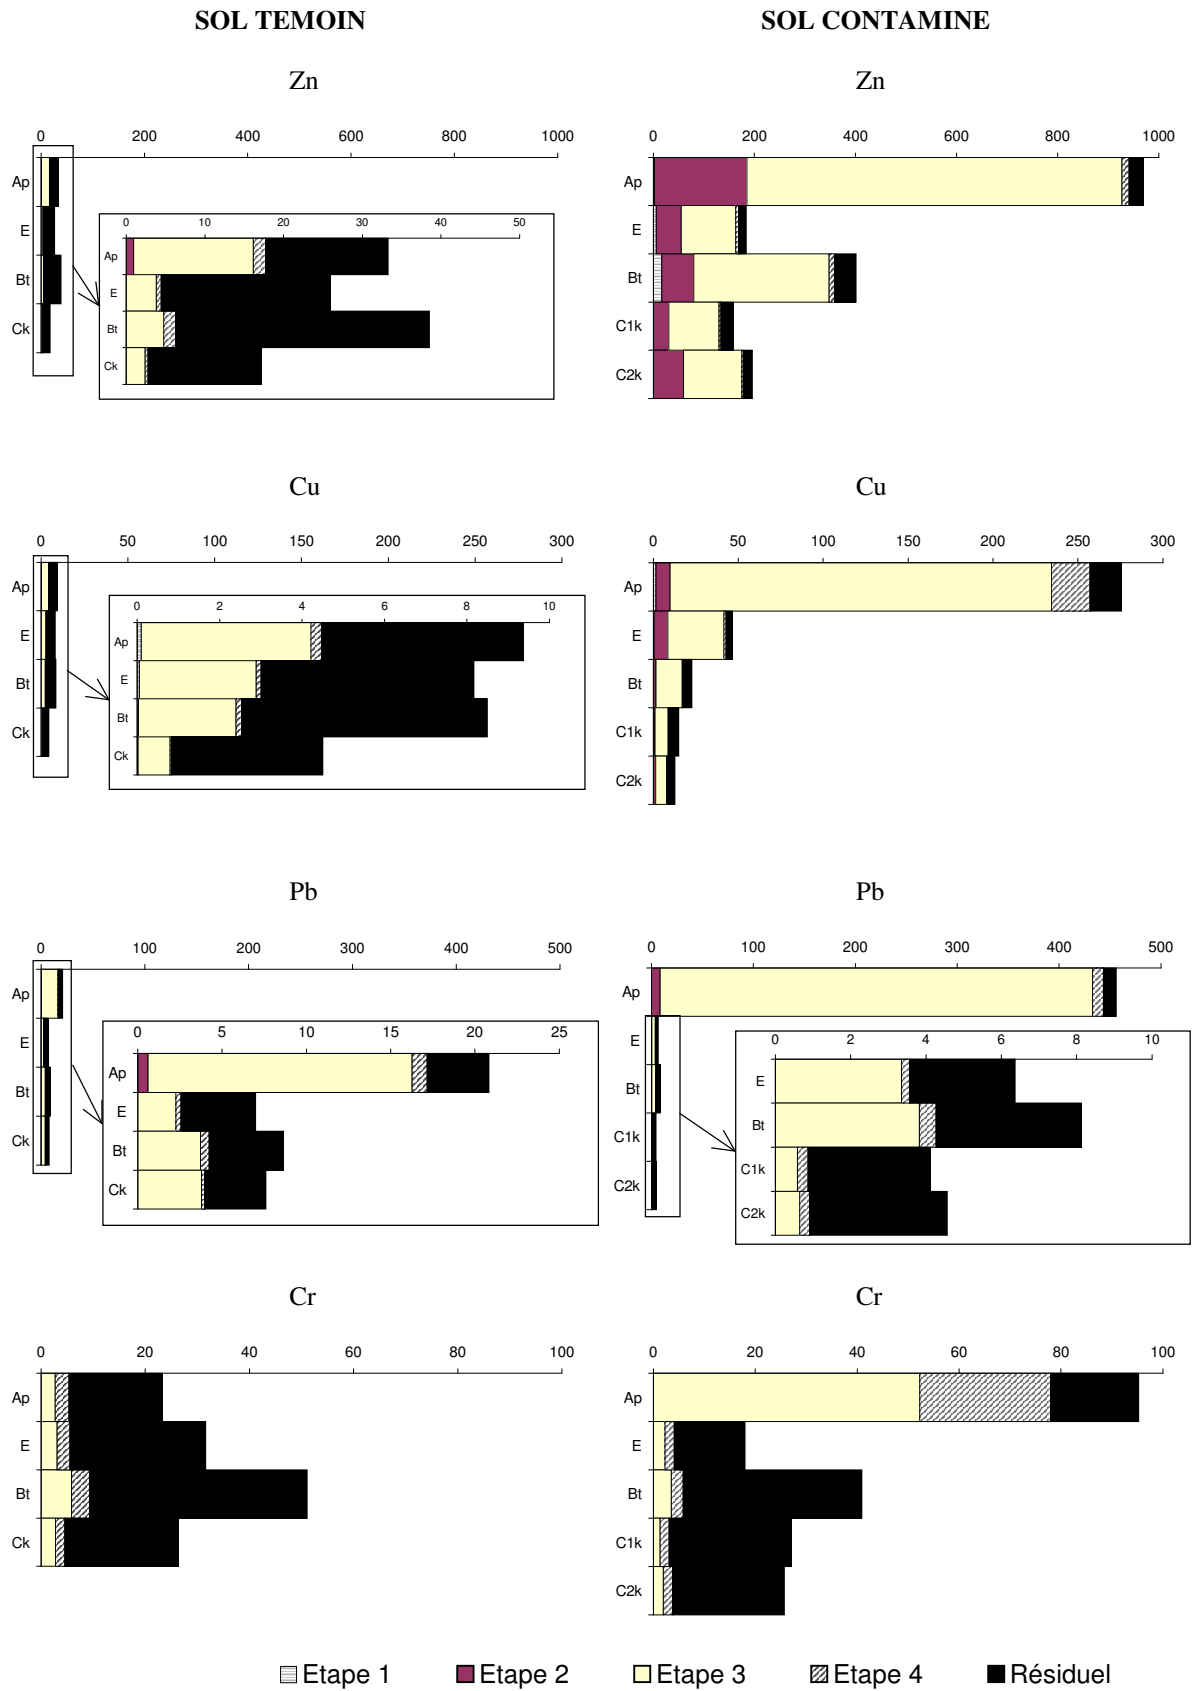 SOL TEMOIN
SOL CONTAMINE
Zn
Zn
0 200 400 600 800 1000
Ap
E
Bt
Ck
0 10 20 30 40 50
Ap
E
Bt
Ck
0 200 400 600 800 1000
Ap
E
Bt
C1k
C2k
Cu
Cu
0 50 100 150 200 250 300
Ap
E
Bt
Ck
0 2 4 6 8 10
Ap
E
Bt
Ck
0 50 100 150 200 250 300
Ap
E
Bt
C1k
C2k
Pb
Pb
0 100 200 300 400 500
Ap
E
Bt
Ck
0 5 10 15 20 25
Ap
E
Bt
Ck
0 100 200 300 400 500
Ap
E
Bt
C1k
C2k
0 2 4 6 8 10
E
Bt
C1k
C2k
Cr
Cr
0 20 40 60 80 100
Ap
E
Bt
Ck
0 20 40 60 80 100
Ap
E
Bt
C1k
C2k
Etape 1 Etape 2 Etape 3 Etape 4 Résiduel